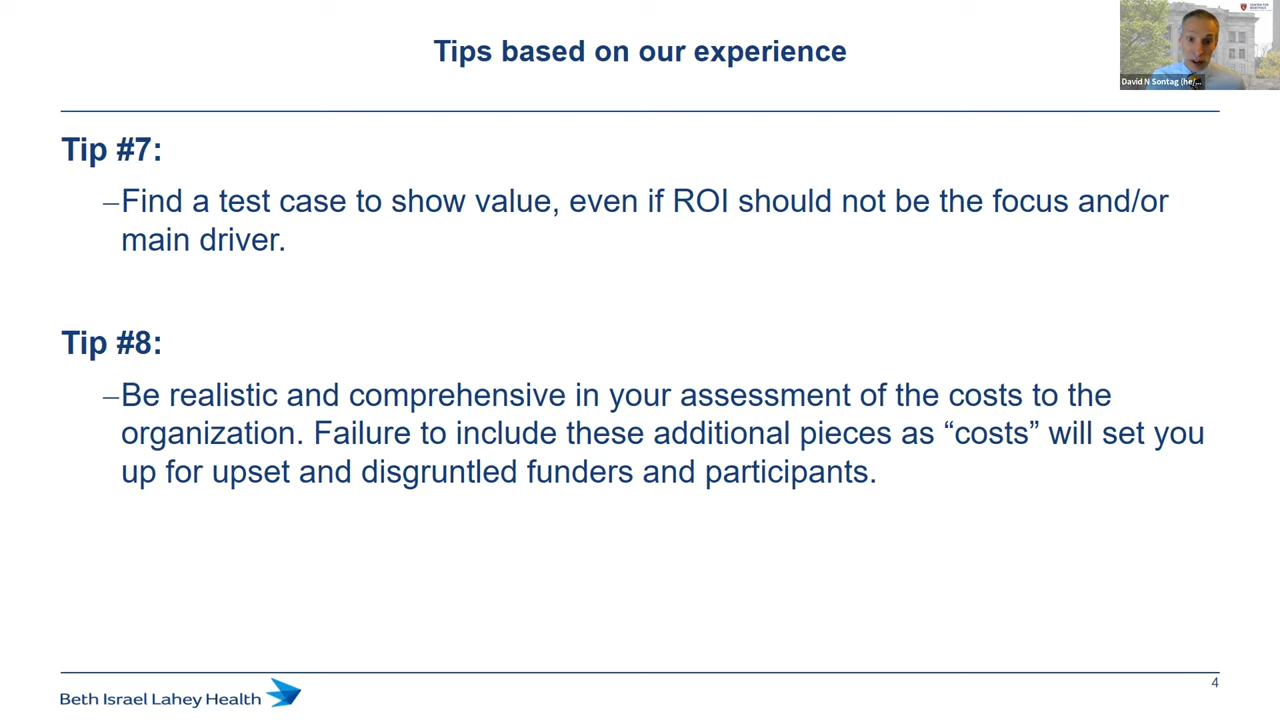 Tips based on our experience
CENTER FOR
BIOETHICS
David N Sontag (he/...
Tip #7:
–Find a test case to show value, even if ROI should not be the focus and/or
main driver.
Tip #8:
–Be realistic and comprehensive in your assessment of the costs to the
organization. Failure to include these additional pieces as “costs” will set you
up for upset and disgruntled funders and participants.
Beth Israel Lahey Health
4